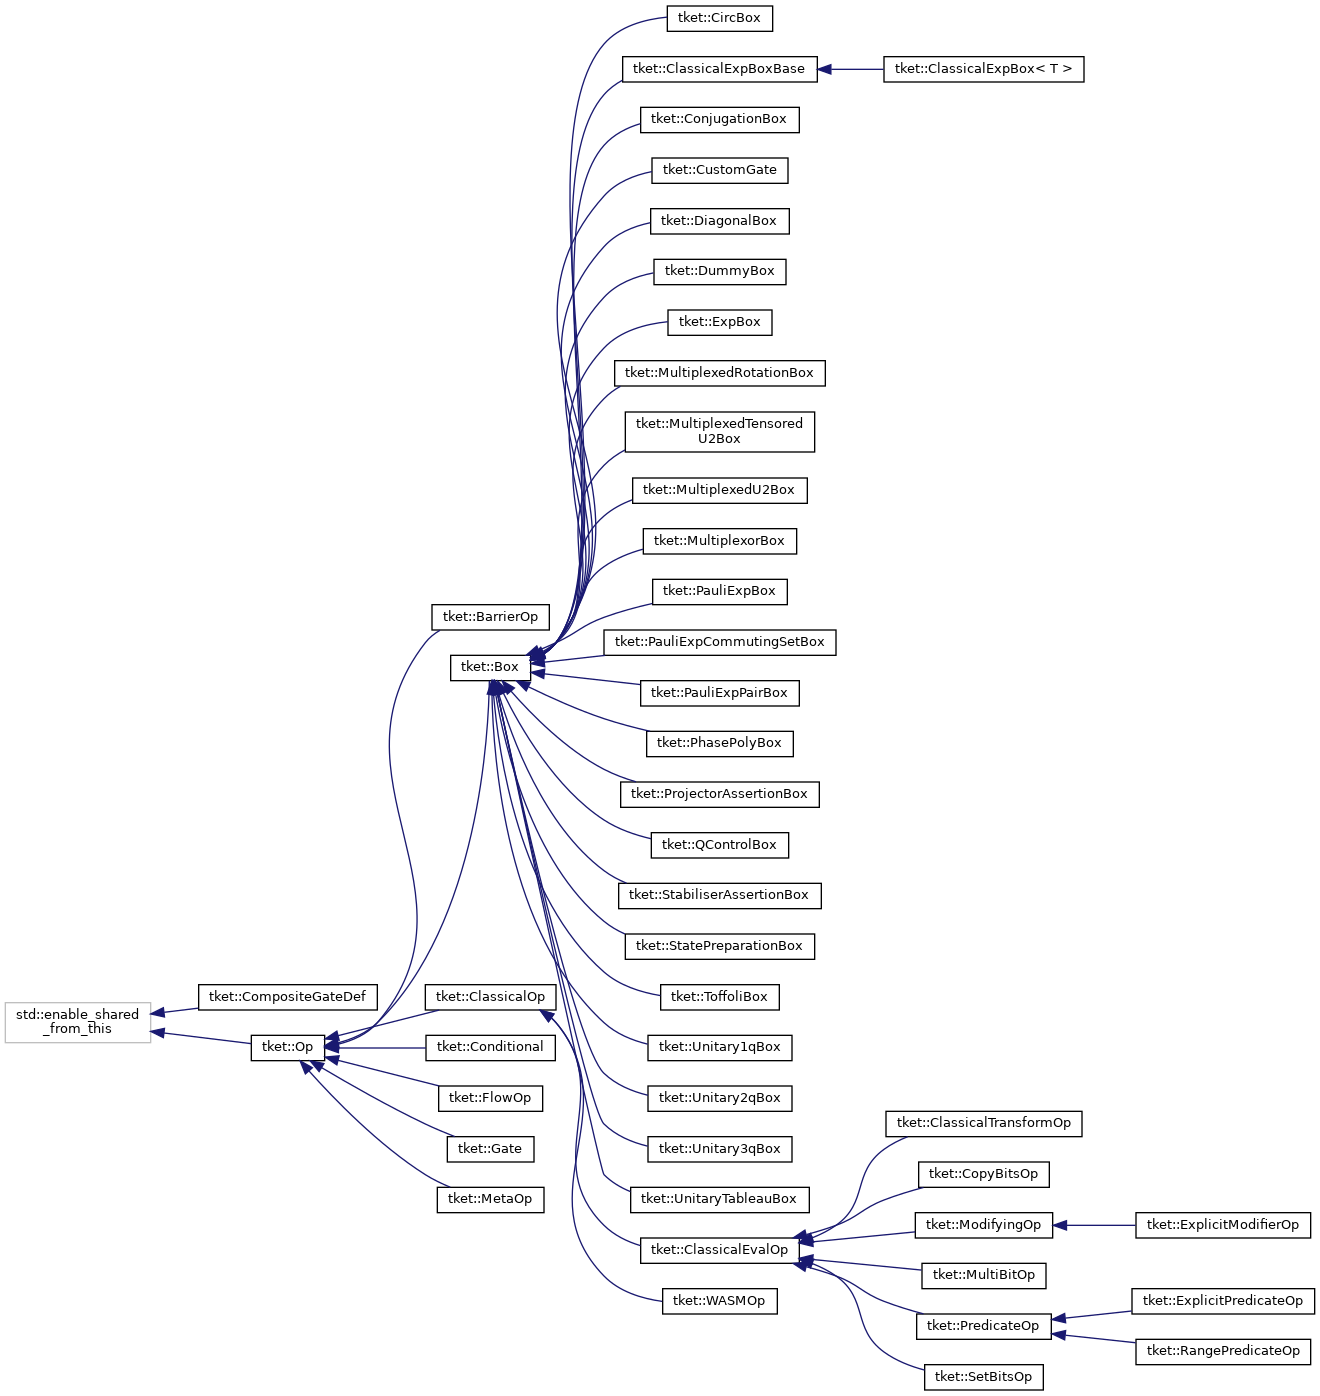 tket::CircBox
tket::ClassicalExpBoxBase
tket::ClassicalExpBox< T >
tket::ConjugationBox
tket::CustomGate
tket::DiagonalBox
tket::DummyBox
tket::ExpBox
tket::MultiplexedRotationBox
tket::MultiplexedTensored
U2Box
tket::MultiplexedU2Box
tket::MultiplexorBox
tket::PauliExpBox
tket::BarrierOp
tket::PauliExpCommutingSetBox
tket::Box
tket::PauliExpPairBox
tket::PhasePolyBox
tket::ProjectorAssertionBox
tket::QControlBox
tket::StabiliserAssertionBox
tket::StatePreparationBox
tket::CompositeGateDef
tket::ClassicalOp
tket::ToffoliBox
std::enable_shared
_from_this
tket::Op
tket::Conditional
tket::Unitary1qBox
tket::FlowOp
tket::Unitary2qBox
tket::ClassicalTransformOp
tket::Gate
tket::Unitary3qBox
tket::CopyBitsOp
tket::MetaOp
tket::UnitaryTableauBox
tket::ModifyingOp
tket::ExplicitModifierOp
tket::ClassicalEvalOp
tket::MultiBitOp
tket::WASMOp
tket::ExplicitPredicateOp
tket::PredicateOp
tket::RangePredicateOp
tket::SetBitsOp